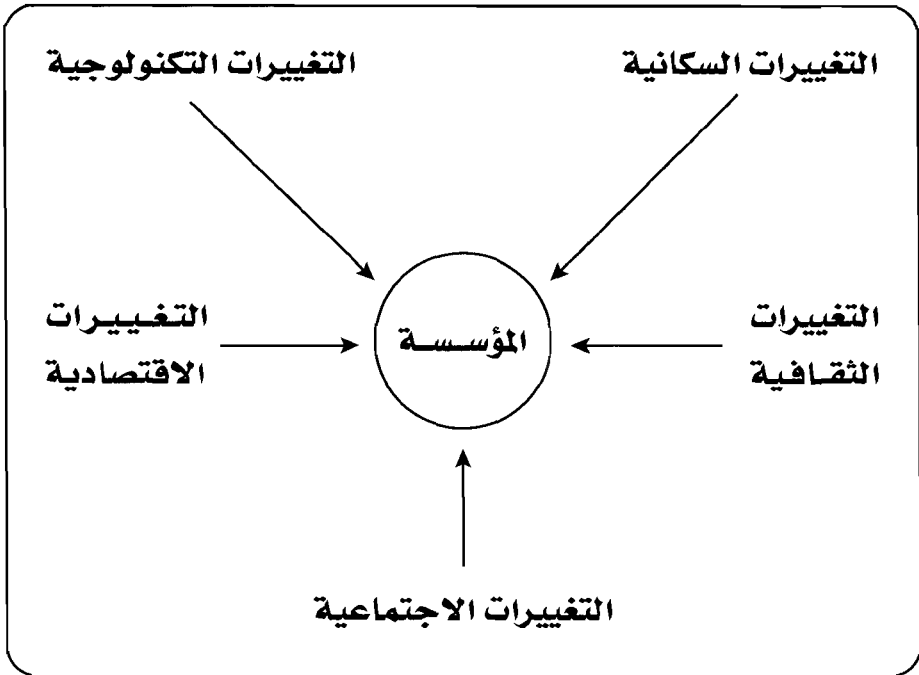 التغييرات السكانية
التغييرات التكنولوجية
التغييرات
الثقافية
المؤسسة
التغييرات
الاقتصادية
التغييرات الاجتماعية